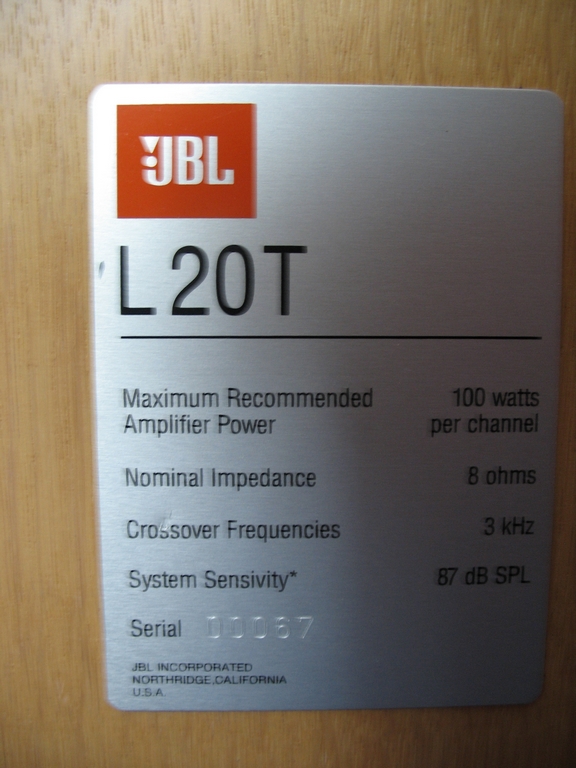 JBL
L20T
Maximum Recommended 100 watts
Amplifier Power per channel
Nominal Impedance 8 ohms
Crossover Frequencies 3 kHz
System Sensivity* 87 dB SPL
Serial 00067
JBL INCORPORATED
NORTHRIDGE,CALIFORNIA
U.S.A.